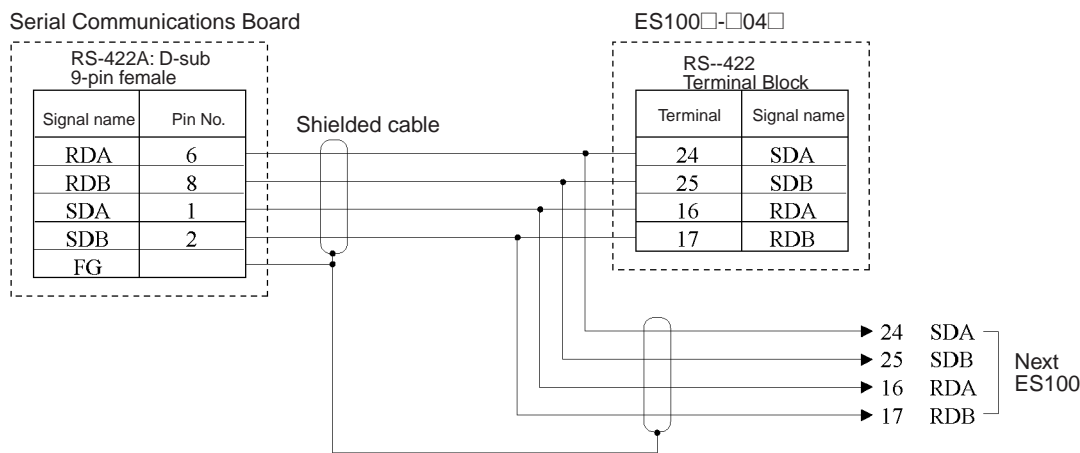 Serial Communications Board
RS-422A: D-sub
9-pin female
Signal name Pin No.
RDA 6
RDB 8
SDA 1
SDB 2
FG
Shielded cable
ES100□-□04□
RS--422
Terminal Block
Terminal Signal name
24 SDA
25 SDB
16 RDA
17 RDB
24 SDA
25 SDB
16 RDA
17 RDB
Next
ES100